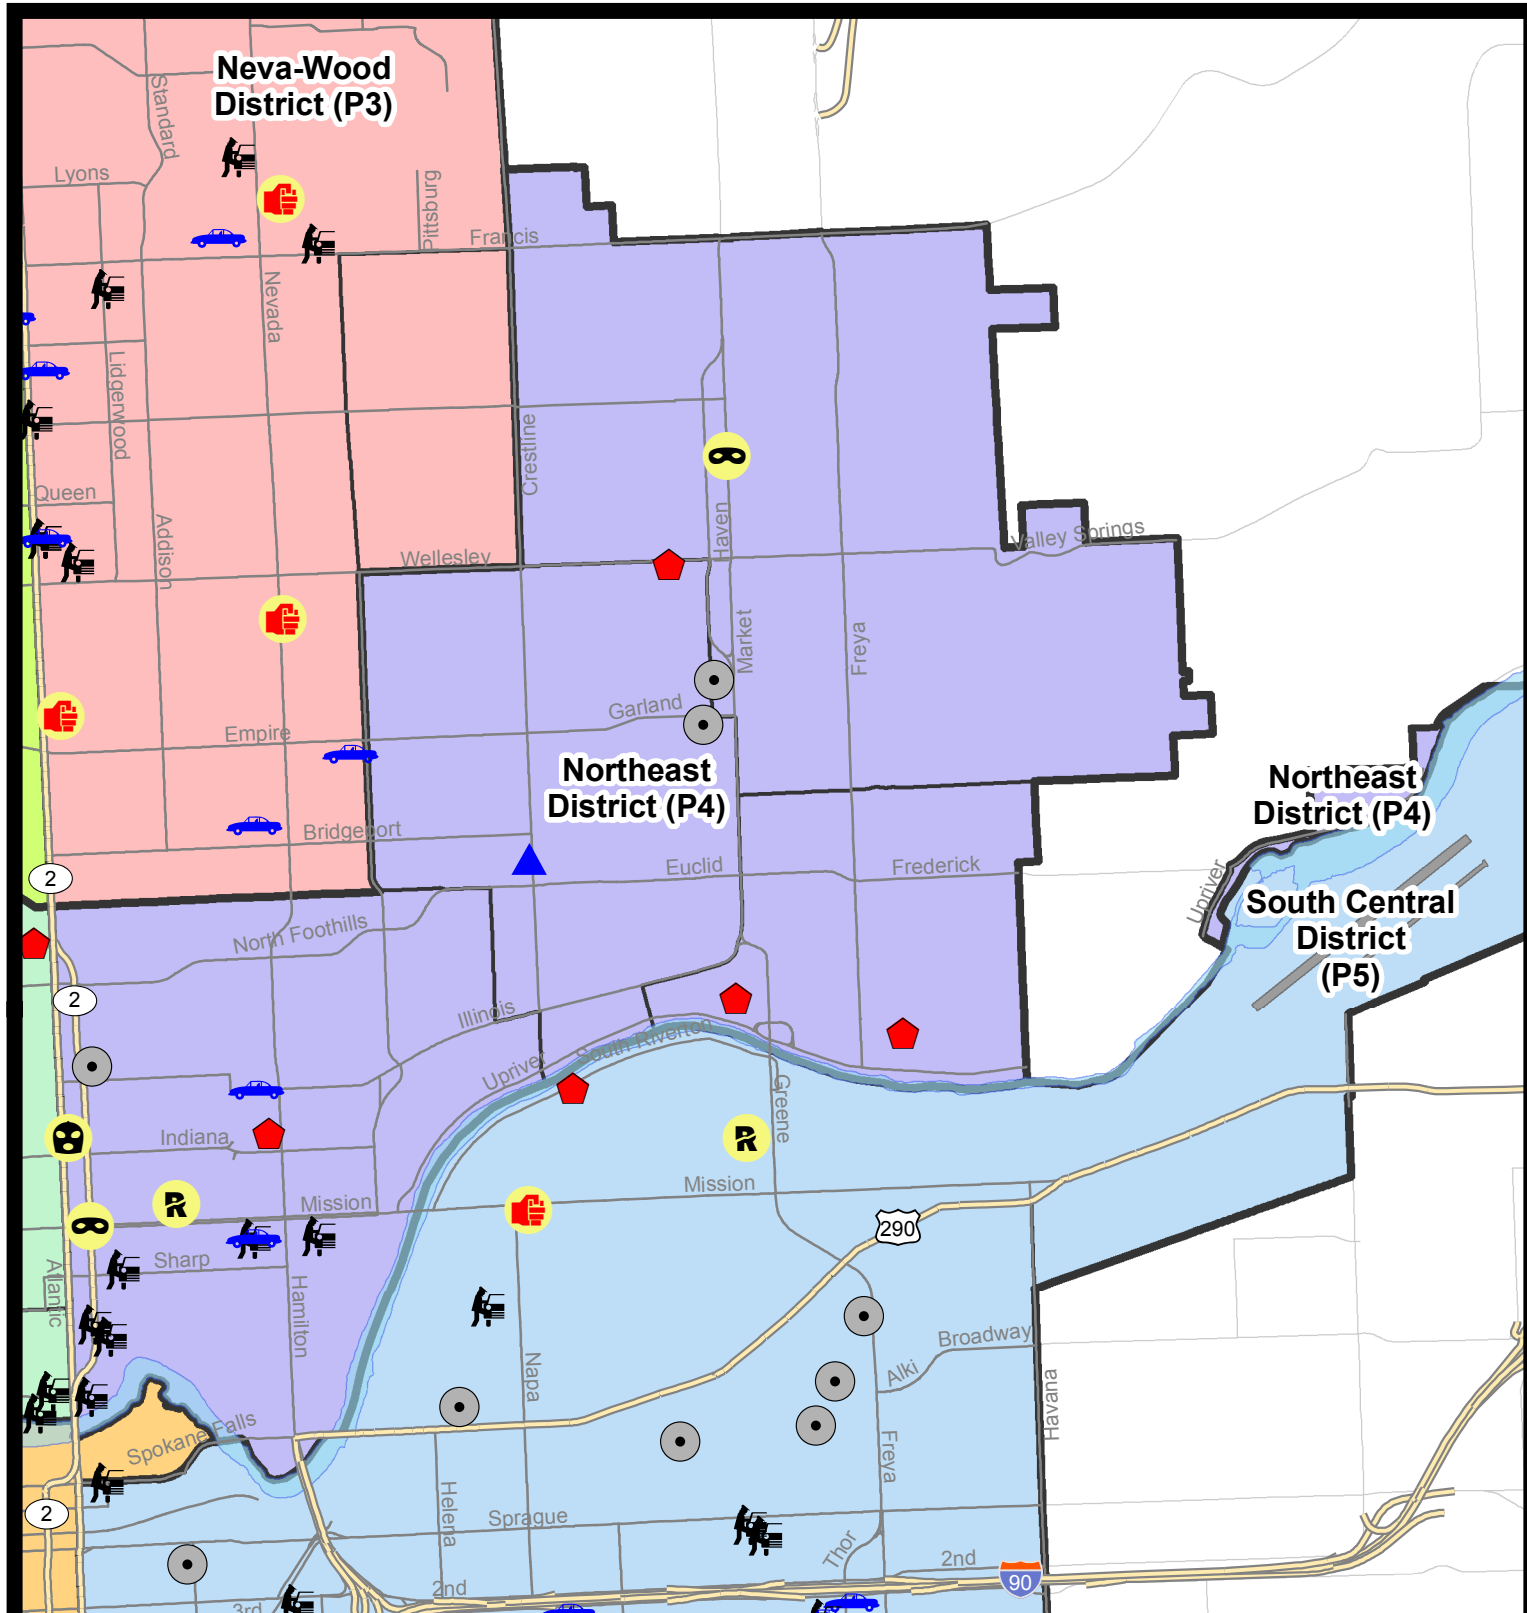 Neva-Wood
District (P3)
Standard
Lyons
Pittsburg
Francis
Nevada
Lidgerwood
Crestline
Queen
Addison
Haven
Valley Springs
Wellesley
Market
Freya
Garland
Empire
Northeast
District (P4)
Northeast
District (P4)
Bridgeport
Euclid
Frederick
Upriver
2
South Central
District
(P5)
North Foothills
2
Illinois
South Riverton
Upriver
Greene
Indiana
Mission
Mission
290
Sharp
Atlantic
Hamilton
Broadway
Napa
Alki
Havana
Spokane Falls
Freya
Helena
2
Sprague
Thor
2nd
90
2nd
3rd